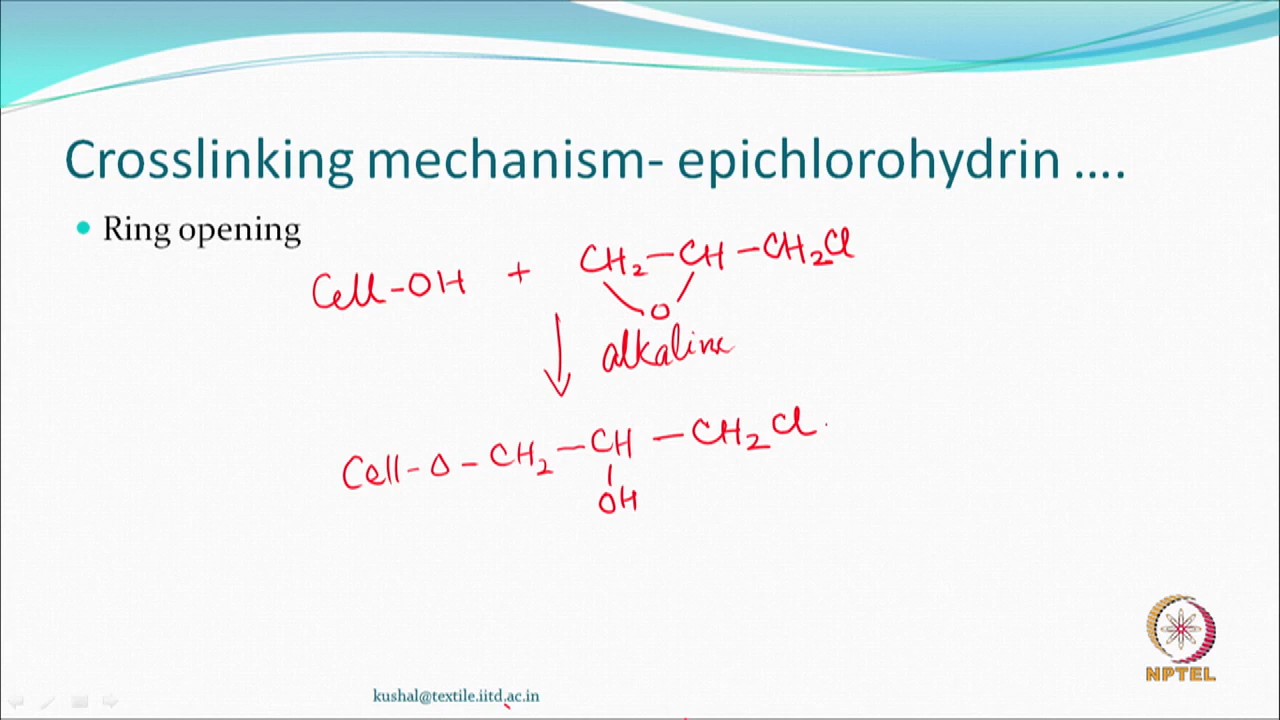 Crosslinking mechanism- epichlorohydrin ....
Ring opening
Cell-OH + CH2-CH-CH2Cl
O
alkaline
Cell-O-CH2-CH-CH2Cl
OH
NPTEL
kushal@textile.iitd.ac.in